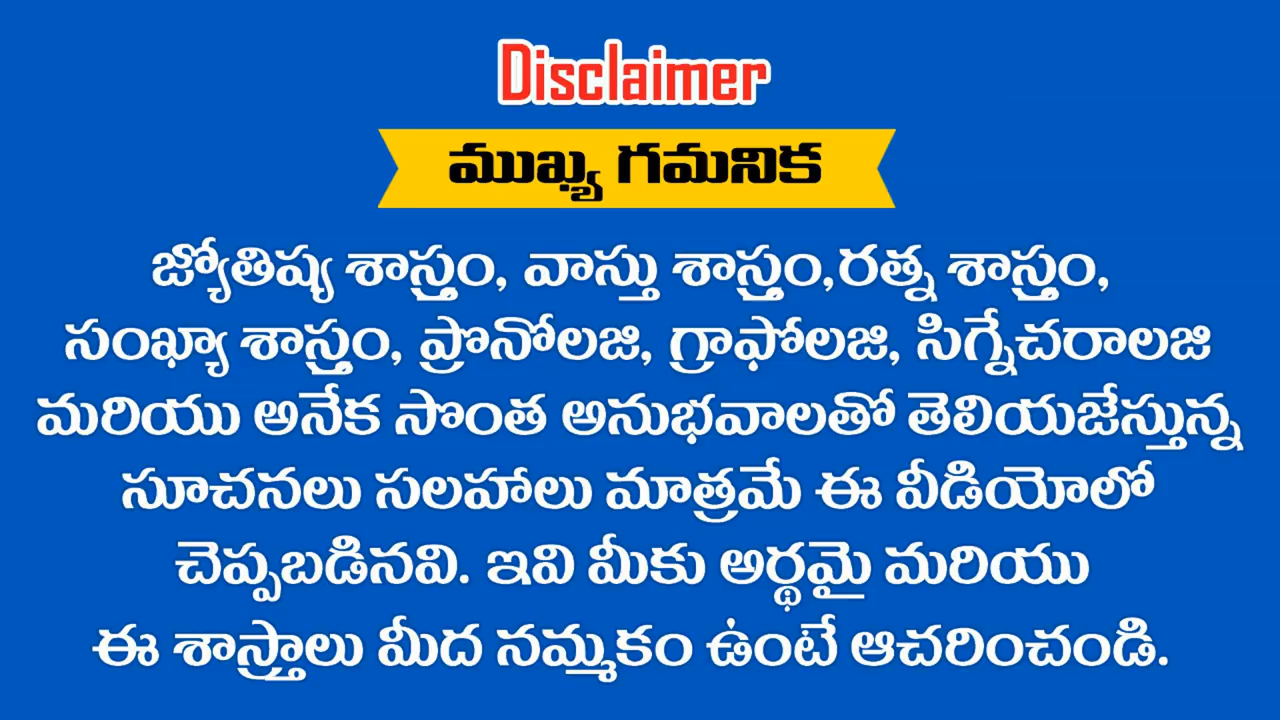 Disclaimer
ముఖ్య గమనిక
జ్యోతిష్య శాస్త్రం, వాస్తు శాస్త్రం,రత్న శాస్త్రం,
సంఖ్యా శాస్త్రం, ప్రొనోలజి, గ్రాఫోలజి, సిగ్నేచరాలజి
మరియు అనేక సొంత అనుభవాలతో తెలియజేస్తున్న
సూచనలు సలహాలు మాత్రమే ఈ వీడియోలో
చెప్పబడినవి. ఇవి మీకు అర్థమై మరియు
ఈ శాస్త్రాలు మీద నమ్మకం ఉంటే ఆచరించండి.